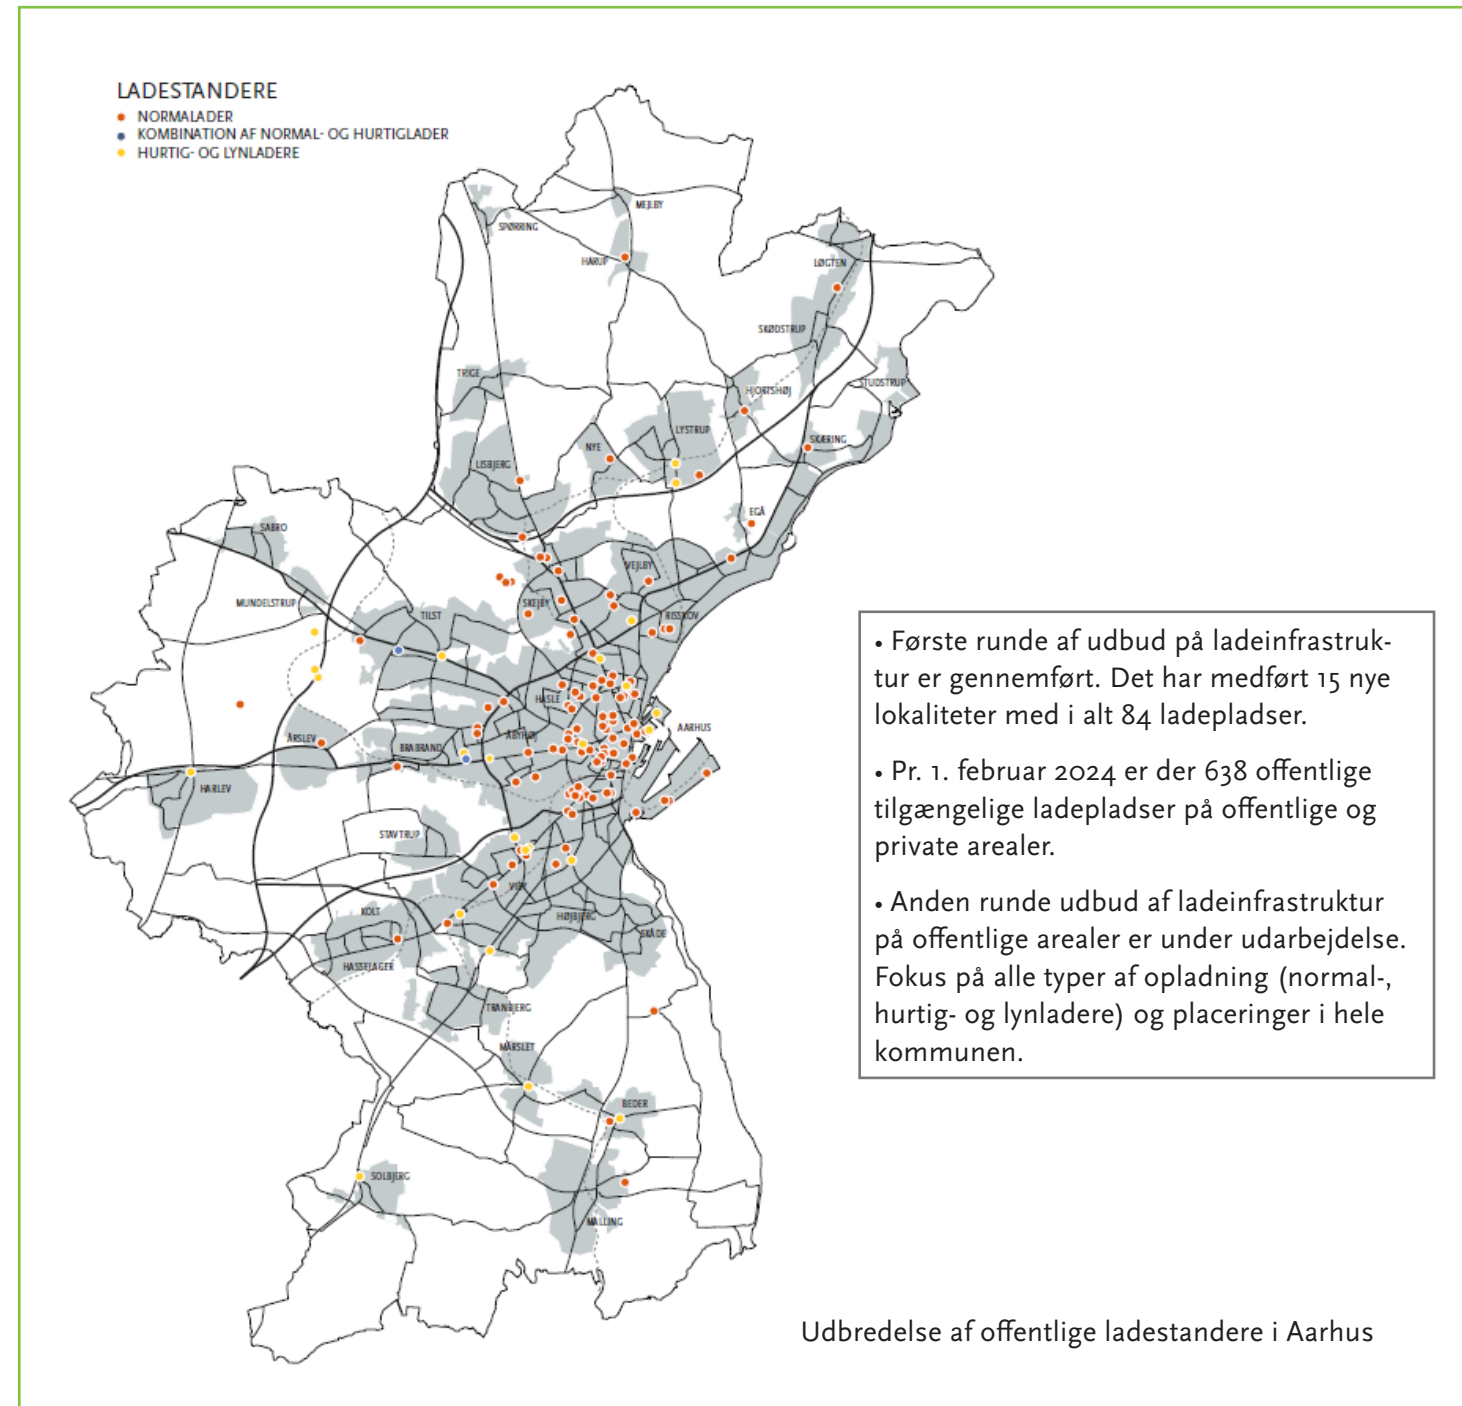 LADESTANDERE
NORMALADER
KOMBINATION AF NORMAL- OG HURTIGLADER
HURTIG- OG LYNLADERE
MEJLBY
SPØRRING
HÅRUP
LØGTEN
SKØDSTRUP
STUDSTRUP
TRIGE
HJORTSHØJ
LYSTRUP
SKÆRING
NYE
LISBJERG
EGÅ
SABRO
VEJLBY
MUNDELSTRUP
SKEJBY
TILST
RISSKOV
HASLE
AARHUS
ÅRSLEV
BRABRAND
ÅBYHØJ
HARLEV
STAVTRUP
VIBY
KOLT
HØJBJERG
SKÅDE
HASSELAGER
TRANBJERG
MÅRSLET
BEDER
SOLBJERG
MALLING
• Første runde af udbud på ladeinfrastruk-
tur er gennemført. Det har medført 15 nye
lokaliteter med i alt 84 ladepladser.
• Pr. 1. februar 2024 er der 638 offentlige
tilgængelige ladepladser på offentlige og
private arealer.
• Anden runde udbud af ladeinfrastruktur
på offentlige arealer er under udarbejdelse.
Fokus på alle typer af opladning (normal-,
hurtig- og lynladere) og placeringer i hele
kommunen.
Udbredelse af offentlige ladestandere i Aarhus